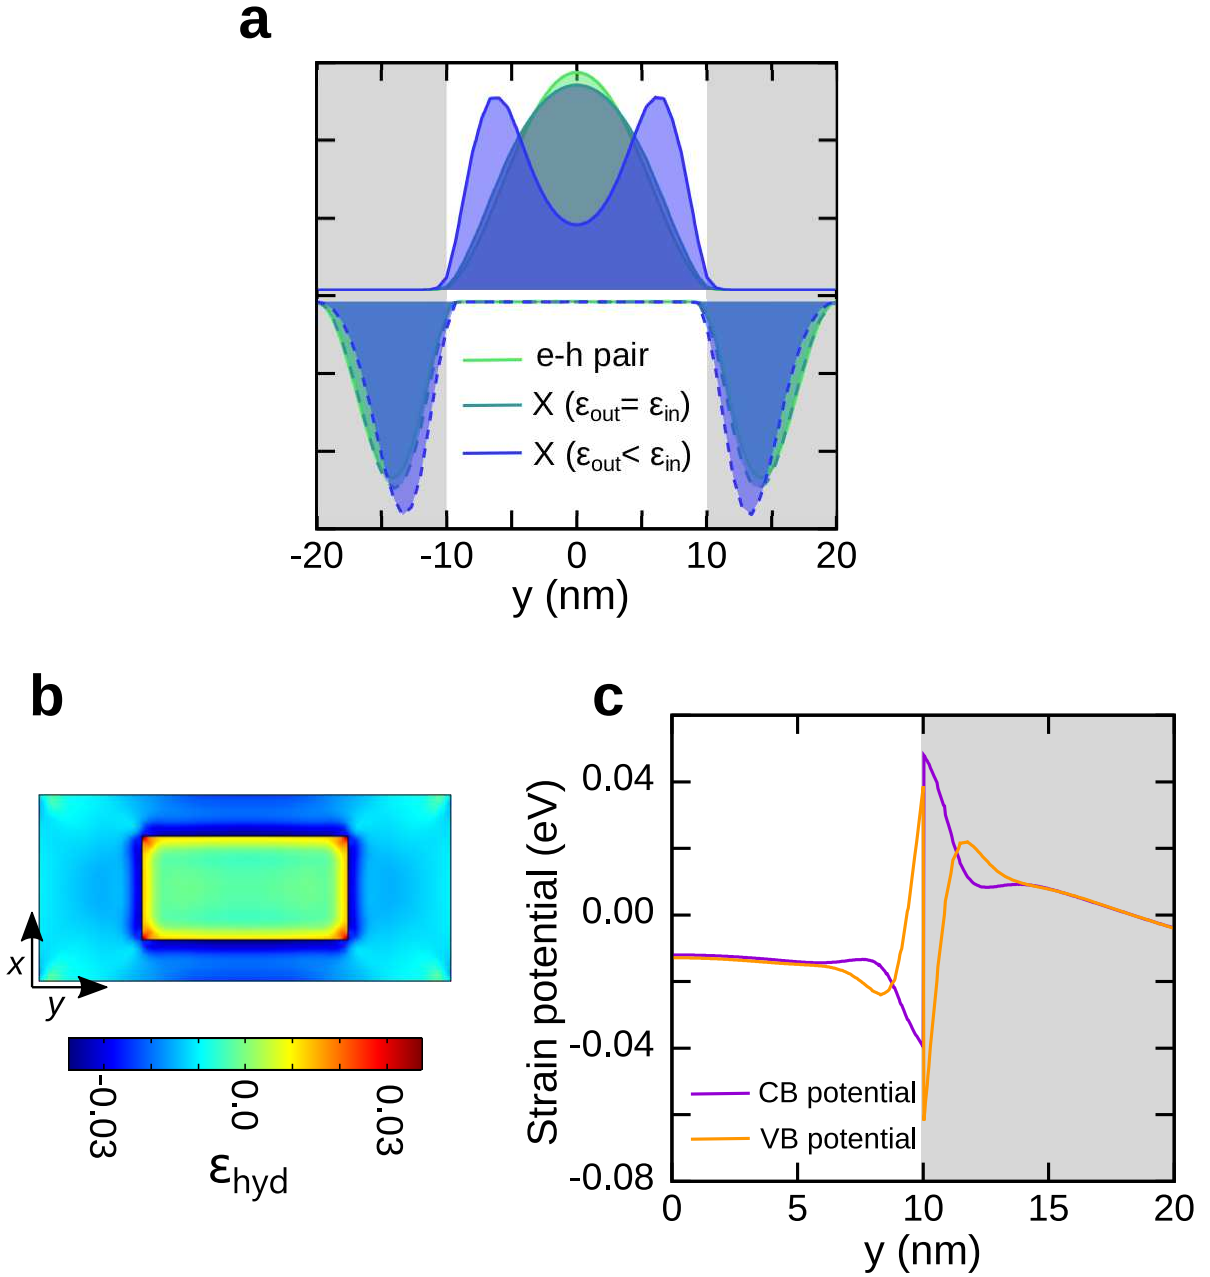 a
e-h pair
X (εout= εin)
X (εout< εin)
-20 -10 0 10 20
y (nm)
b
x
y
-0.03 0.0 0.03
εhyd
c
Strain potential (eV)
0.04
0.00
-0.04
-0.08
CB potential
VB potential
0 5 10 15 20
y (nm)